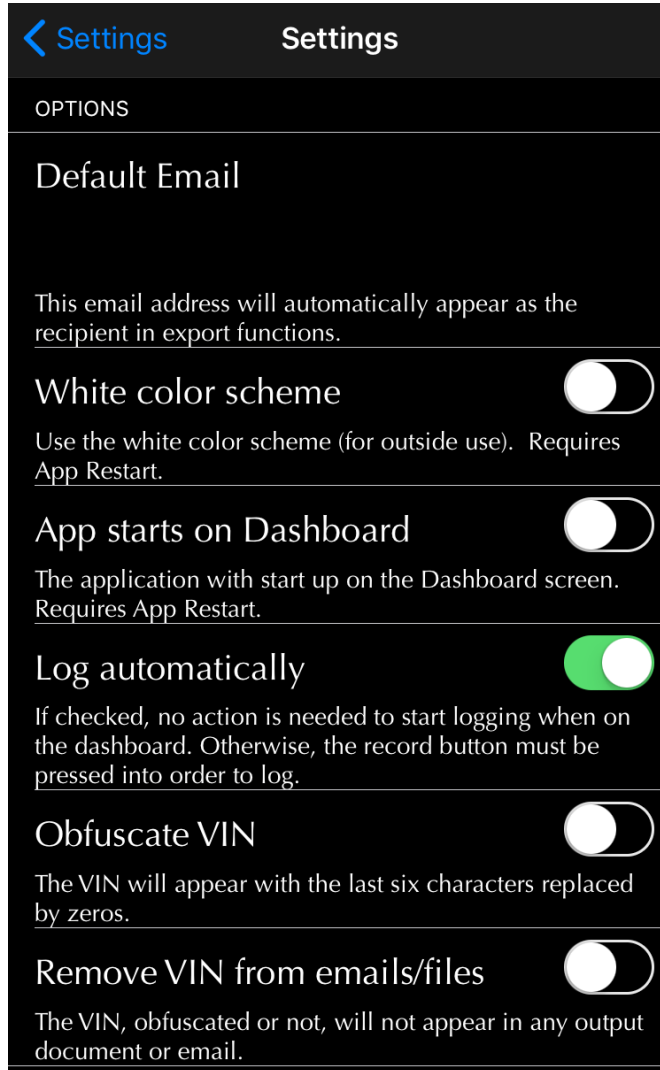 Settings
Settings
OPTIONS
Default Email
This email address will automatically appear as the
recipient in export functions.
White color scheme
Use the white color scheme (for outside use).  Requires
App Restart.
App starts on Dashboard
The application with start up on the Dashboard screen.
Requires App Restart.
Log automatically
If checked, no action is needed to start logging when on
the dashboard. Otherwise, the record button must be
pressed into order to log.
Obfuscate VIN
The VIN will appear with the last six characters replaced
by zeros.
Remove VIN from emails/files
The VIN, obfuscated or not, will not appear in any output
document or email.